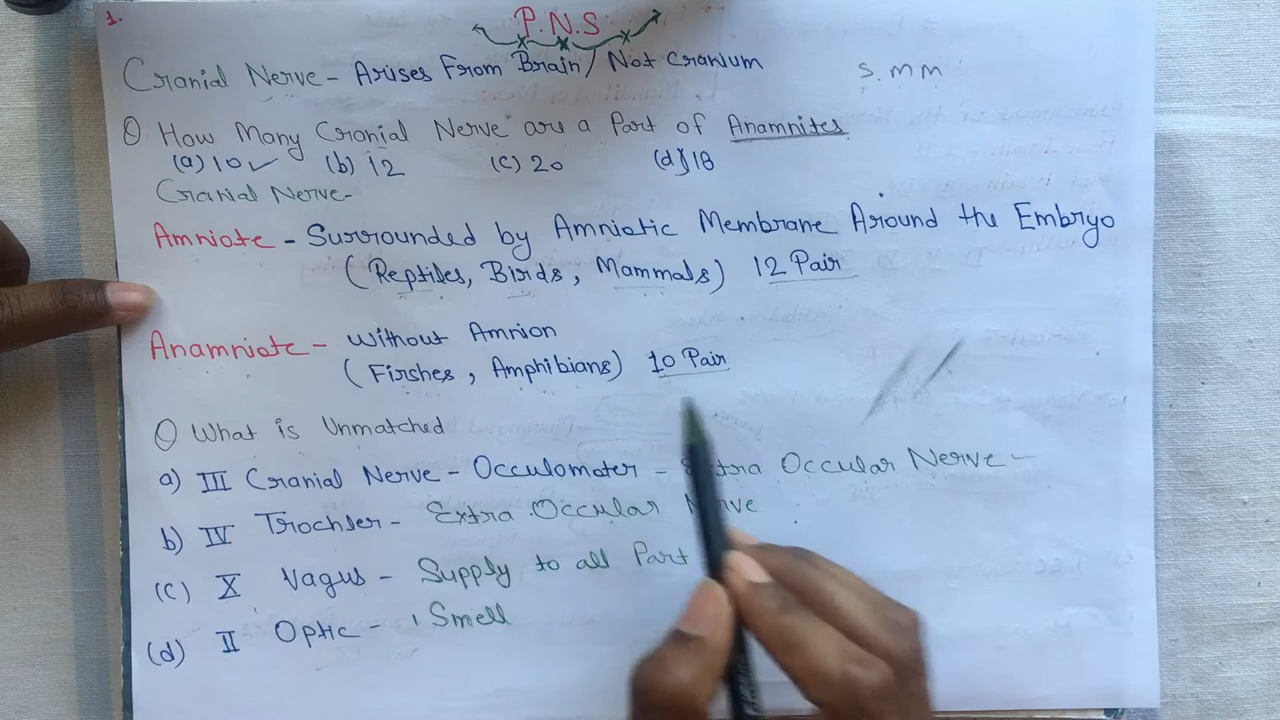 1.
P.N.S
Cranial Nerve - Arises From Brain/ Not Cranium
S. M M
Q. How Many Cranial Nerve are a Part of Anamnites
(a) 10 ✓ (b) 12 (c) 20 (d) 18
Cranial Nerve-
Amniote - Surrounded by Amniotic Membrane Around the Embryo
(Reptiles, Birds, Mammals) 12 Pair
Anamniote - Without Amnion
(Firshes, Amphibians) 10 Pair
Q What is Unmatched
a) III Cranial Nerve - Occulomoter - Occular Nerve -
b) IV Trochler - Extra Occular
(c) X Vagus - Supply to all Part
(d) II Optic - Smell